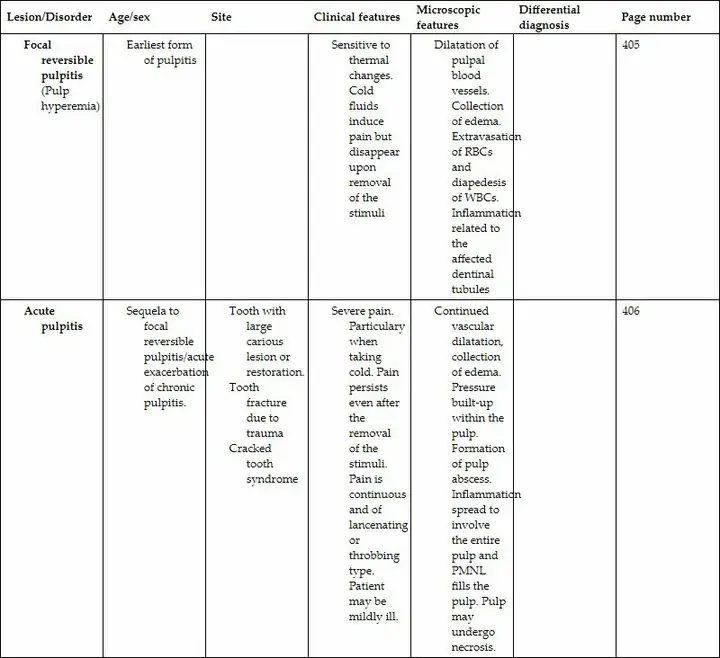 Lesion/Disorder
Age/sex
Site
Clinical features
Microscopic
features
Differential
diagnosis
Page number
Focal
reversible
pulpitis
(Pulp
hyperemia)
Earliest form
of pulpitis
Sensitive to
thermal
changes.
Cold
fluids
induce
pain but
disappear
upon
removal
of the
stimuli
Dilatation of
pulpal
blood
vessels.
Collection
of edema.
Extravasation
of RBCs
and
diapedesis
of WBCs.
Inflammation
related to
the
affected
dentinal
tubules
405
Acute
pulpitis
Sequela to
focal
reversible
pulpitis/acute
exacerbation
of chronic
pulpitis.
Tooth with
large
carious
lesion or
restoration.
Tooth
fracture
due to
trauma
Cracked
tooth
syndrome
Severe pain.
Particulary
when
taking
cold. Pain
persists
even after
the
removal
of the
stimuli.
Pain is
continuous
and of
lancenating
or
throbbing
type.
Patient
may be
mildly ill.
Continued
vascular
dilatation,
collection
of edema.
Pressure
built-up
within the
pulp.
Formation
of pulp
abscess.
Inflammation
spread to
involve
the entire
pulp and
PMNL
fills the
pulp. Pulp
may
undergo
necrosis.
406